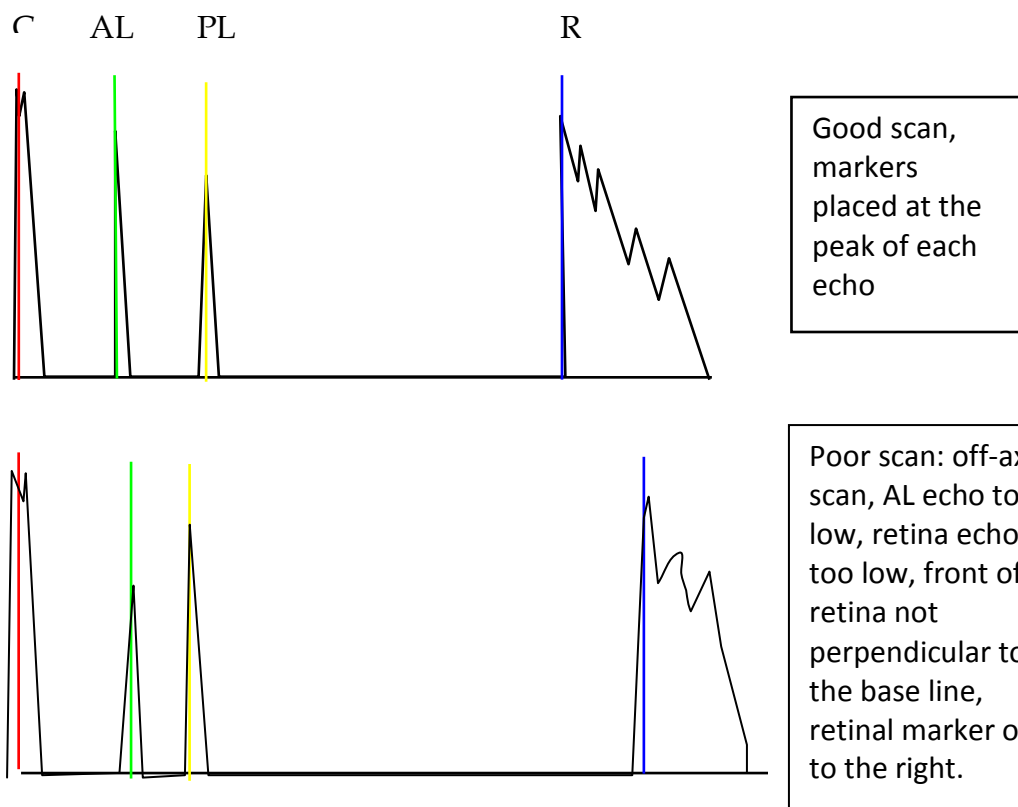 C AL PL R
Good scan,
markers
placed at the
peak of each
echo
Poor scan: off-ax
scan, AL echo to
low, retina echo
too low, front of
retina not
perpendicular to
the base line,
retinal marker o
to the right.